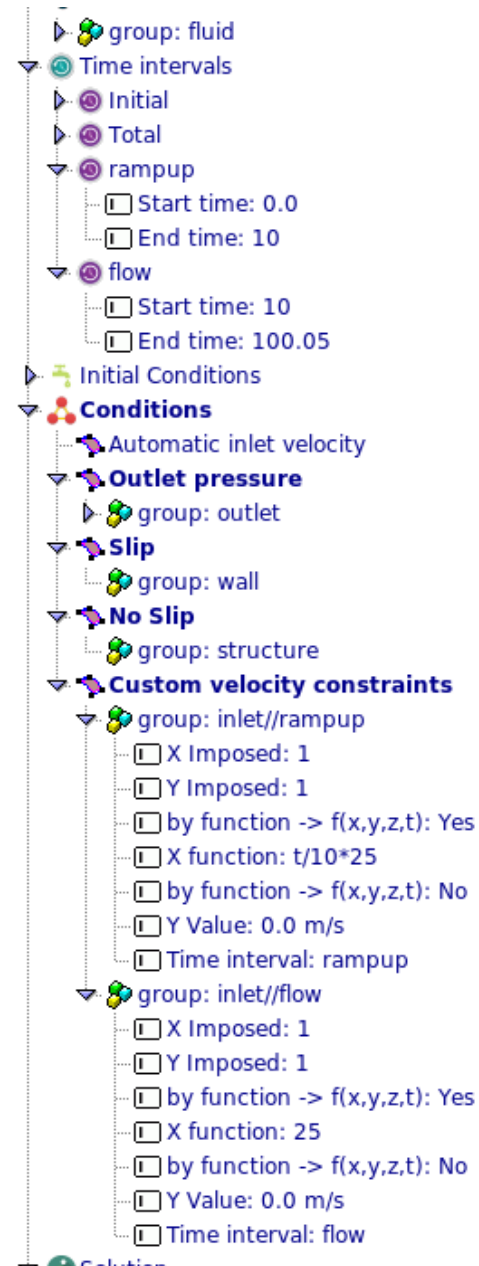 group: fluid
Time intervals
Initial
Total
rampup
Start time: 0.0
End time: 10
flow
Start time: 10
End time: 100.05
Initial Conditions
Conditions
Automatic inlet velocity
Outlet pressure
group: outlet
Slip
group: wall
No Slip
group: structure
Custom velocity constraints
group: inlet//rampup
X Imposed: 1
Y Imposed: 1
by function -> f(x,y,z,t): Yes
X function: t/10*25
by function -> f(x,y,z,t): No
Y Value: 0.0 m/s
Time interval: rampup
group: inlet//flow
X Imposed: 1
Y Imposed: 1
by function -> f(x,y,z,t): Yes
X function: 25
by function -> f(x,y,z,t): No
Y Value: 0.0 m/s
Time interval: flow
Solution